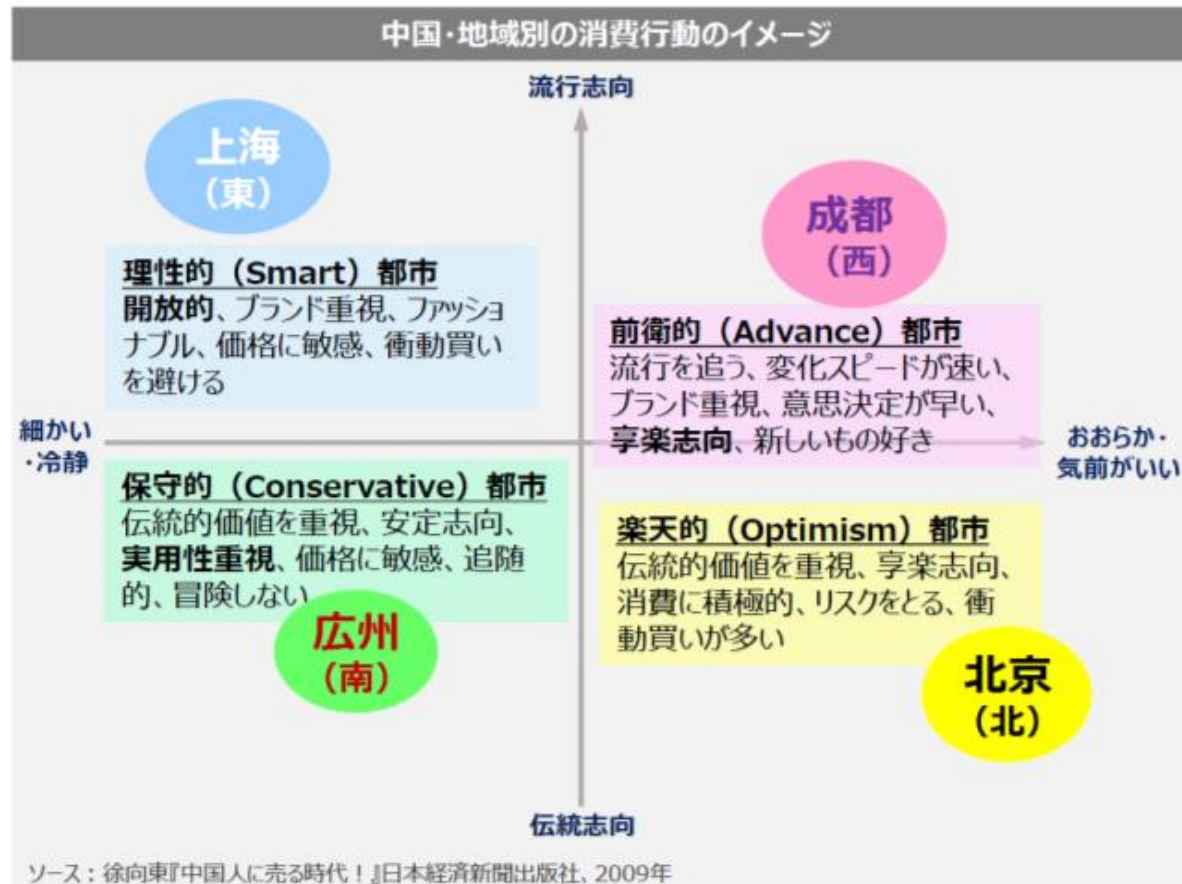 中国・地域別の消費行動のイメージ
流行志向
上海
（東）
成都
（西）
理性的（Smart）都市
開放的、ブランド重視、ファッショ
ナブル、価格に敏感、衝動買い
を避ける
前衛的（Advance）都市
流行を追う、変化スピードが速い、
ブランド重視、意思決定が早い、
享楽志向、新しいもの好き
細かい
・冷静
おおらか・
気前がいい
保守的（Conservative）都市
伝統的価値を重視、安定志向、
実用性重視、価格に敏感、追随
的、冒険しない
広州
（南）
楽天的（Optimism）都市
伝統的価値を重視、享楽志向、
消費に積極的、リスクをとる、衝
動買いが多い
北京
（北）
伝統志向
ソース：徐向東『中国人に売る時代！』日本経済新聞出版社、2009年